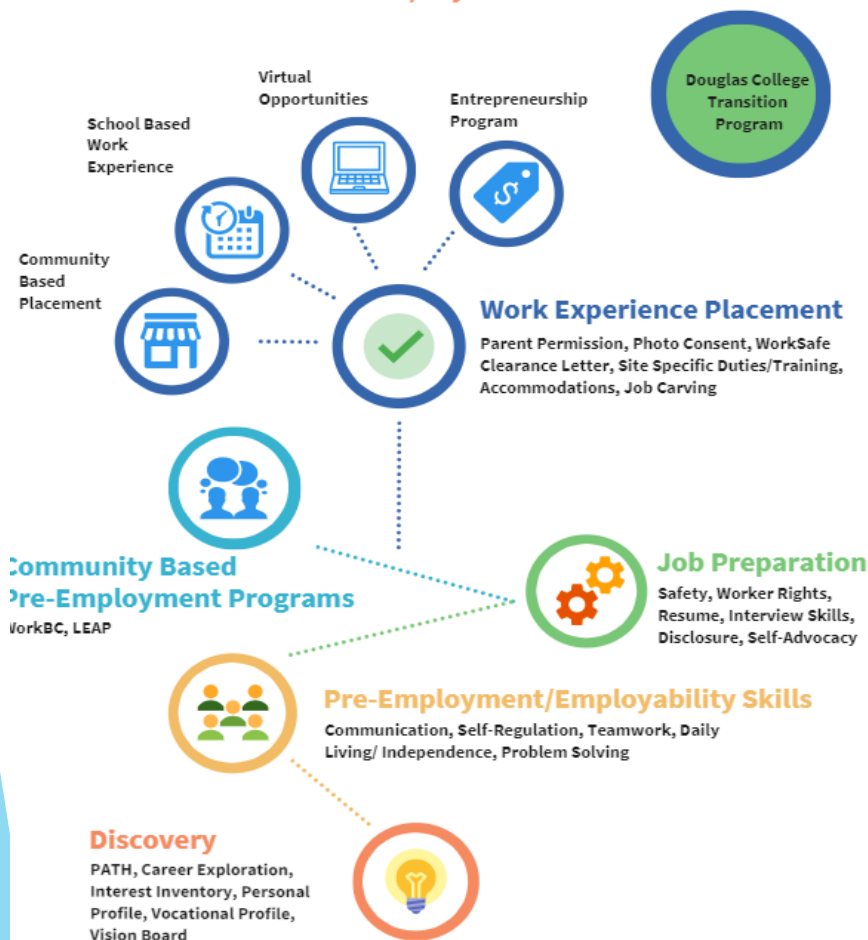 Virtual
Opportunities
Entrepreneurship
Program
Douglas College
Transition
Program
School Based
Work
Experience
Community
Based
Placement
Work Experience Placement
Parent Permission, Photo Consent, WorkSafe
Clearance Letter, Site Specific Duties/Training,
Accommodations, Job Carving
Community Based
Pre-Employment Programs
WorkBC, LEAP
Job Preparation
Safety, Worker Rights,
Resume, Interview Skills,
Disclosure, Self-Advocacy
Pre-Employment/Employability Skills
Communication, Self-Regulation, Teamwork, Daily
Living/ Independence, Problem Solving
Discovery
PATH, Career Exploration,
Interest Inventory, Personal
Profile, Vocational Profile,
Vision Board